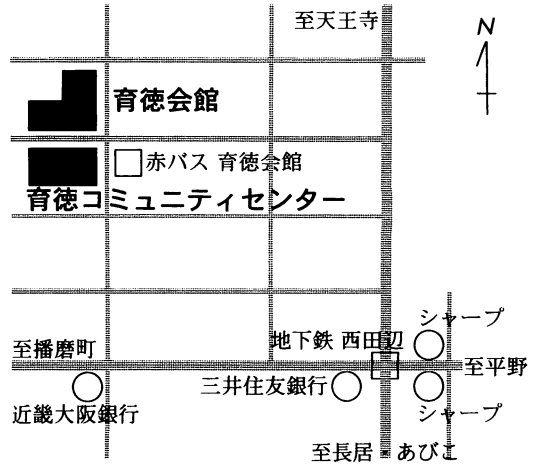 至天王寺
N
育徳会館
赤バス 育徳会館
育徳コミュニティセンター
シャープ
地下鉄 西田辺
至播磨町
至平野
三井住友銀行
近畿大阪銀行
シャープ
至長居・あびこ